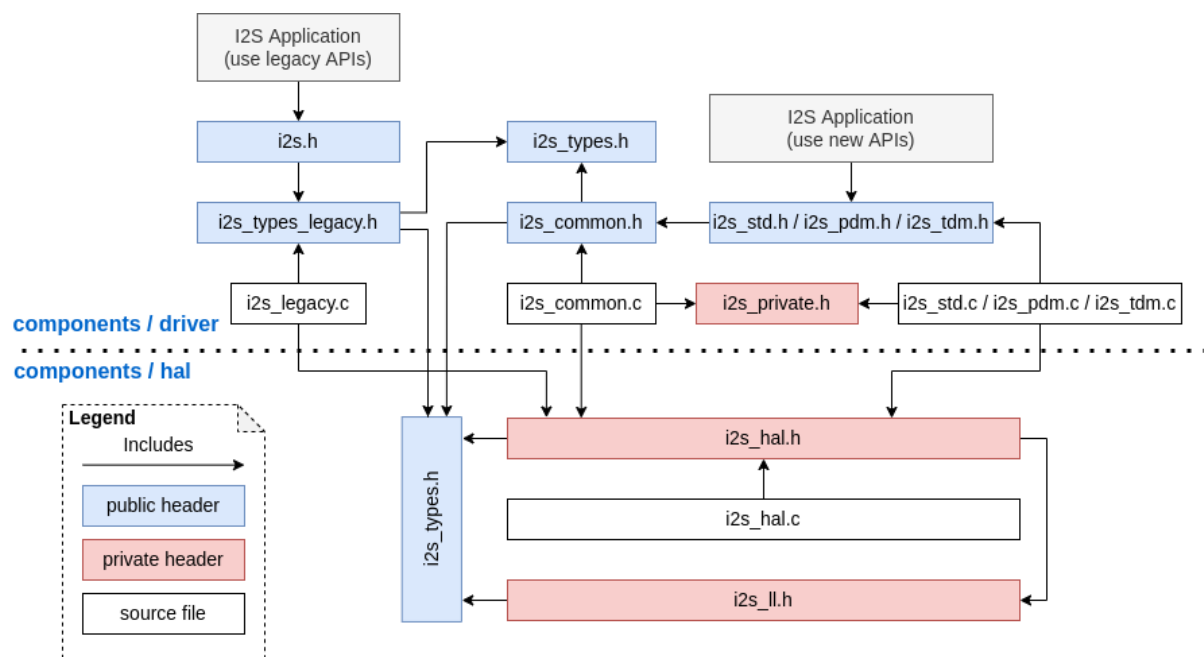 I2S Application
(use legacy APIs)
i2s.h
i2s_types.h
I2S Application
(use new APIs)
i2s_types_legacy.h
i2s_common.h
i2s_std.h / i2s_pdm.h / i2s_tdm.h
i2s_legacy.c
i2s_common.c
i2s_private.h
i2s_std.c / i2s_pdm.c / i2s_tdm.c
components / driver
components / hal
Legend
Includes
public header
private header
source file
i2s_types.h
i2s_hal.h
i2s_hal.c
i2s_ll.h